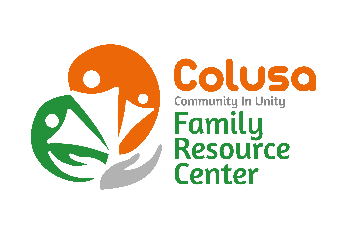 Colusa
Community In Unity
Family
Resource
Center